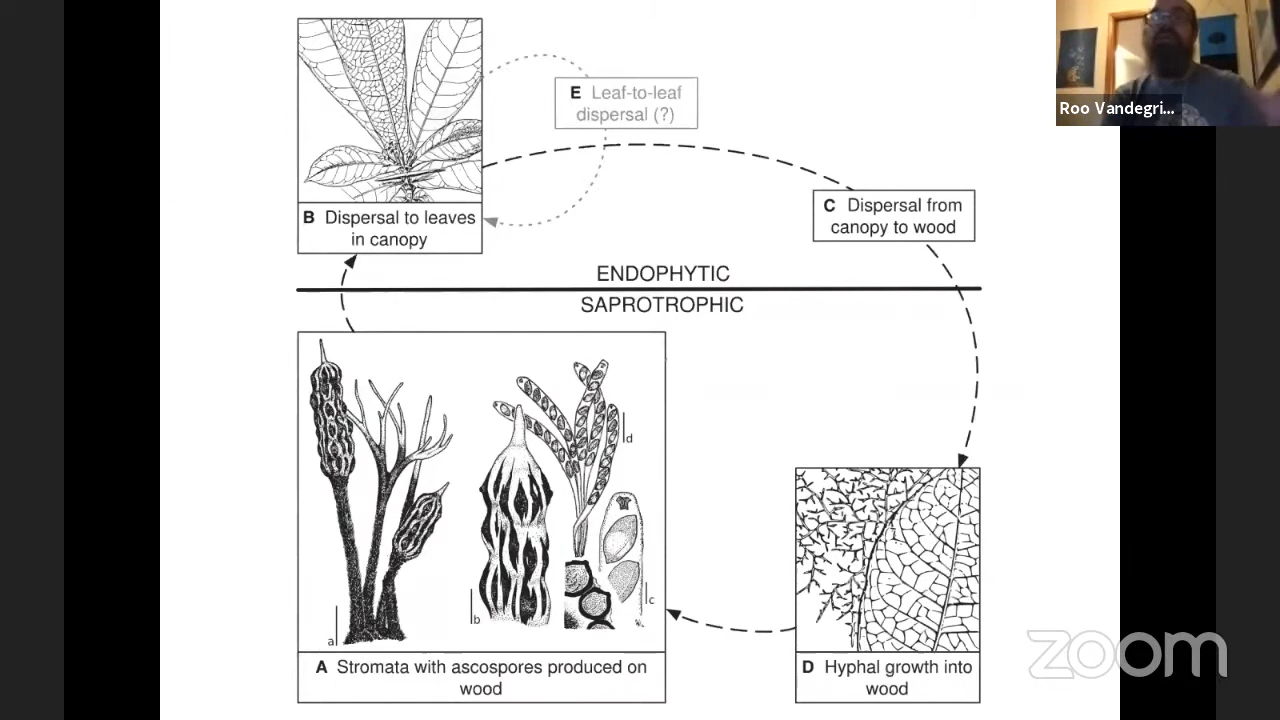 Roo Vandegri...
E Leaf-to-leaf
dispersal (?)
C Dispersal from
canopy to wood
B Dispersal to leaves
in canopy
ENDOPHYTIC
SAPROTROPHIC
d
c
b
a
A Stromata with ascospores produced on
wood
D Hyphal growth into
wood
zoom